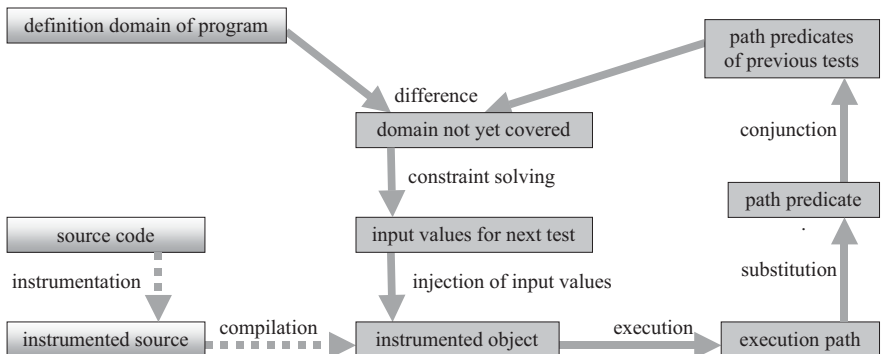 definition domain of program
path predicates
of previous tests
difference
domain not yet covered
conjunction
constraint solving
path predicate
source code
input values for next test
instrumentation
injection of input values
substitution
instrumented source
compilation
instrumented object
execution
execution path